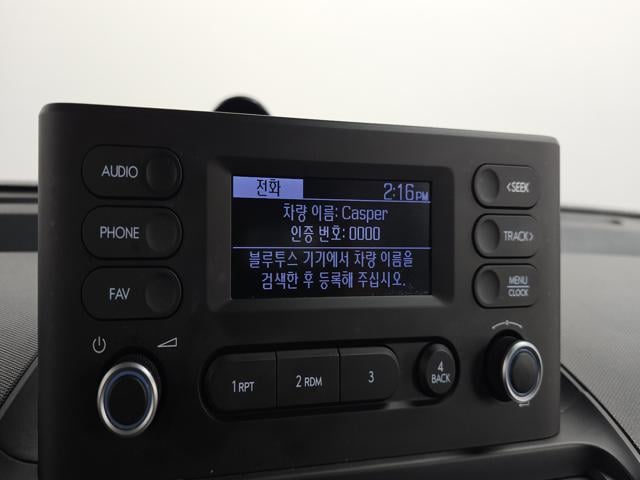 AUDIO
PHONE
FAV
전화 2:16 PM
차량 이름: Casper
인증 번호: 0000
블루투스 기기에서 차량 이름을
검색한 후 등록해 주십시오.
<SEEK
TRACK>
MENU
CLOCK
1 RPT
2 RDM
3
4
BACK